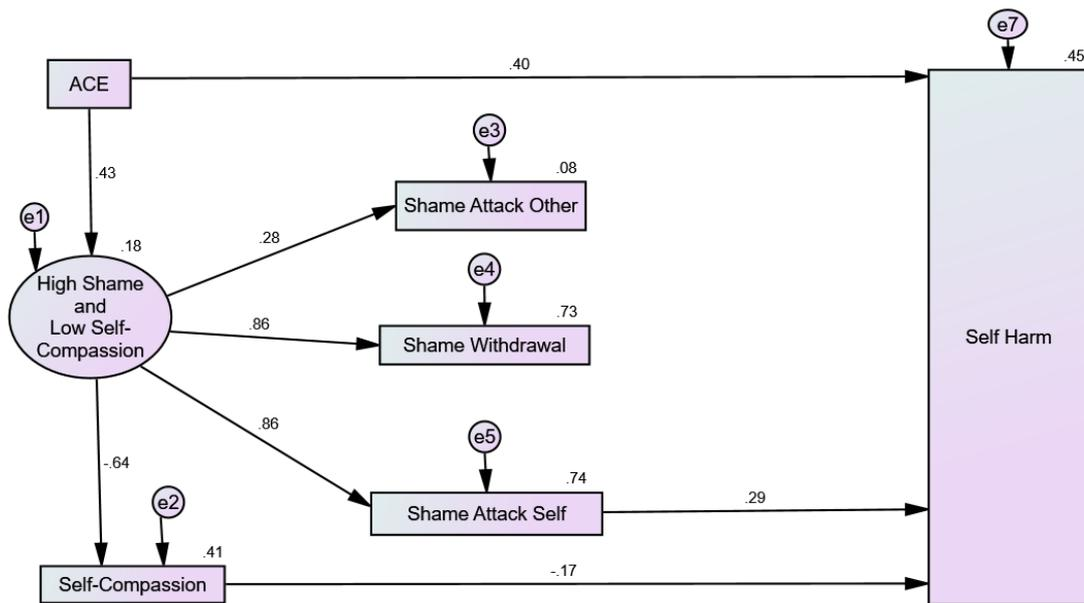 e7
.45
ACE
.40
e3
.43
.08
Shame Attack Other
e1
.18
.28
High Shame
and
Low Self-
Compassion
e4
.86
.73
Shame Withdrawal
Self Harm
.86
e5
-.64
.74
Shame Attack Self
.29
e2
.41
Self-Compassion
-.17